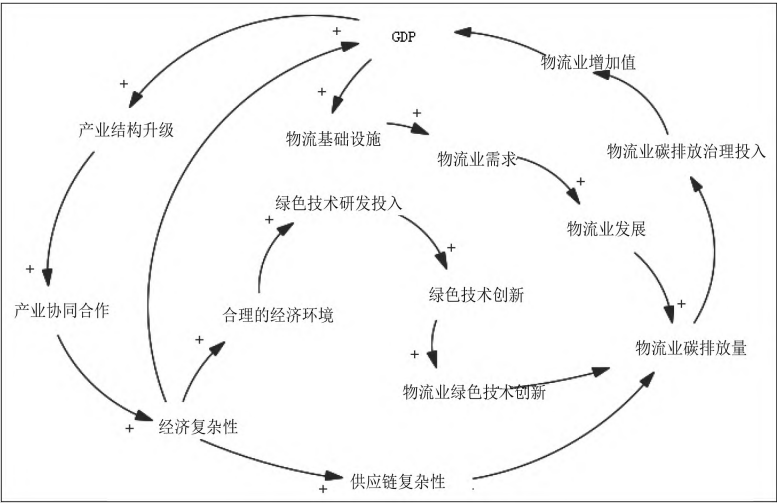 GDP
物流业增加值
产业结构升级
物流基础设施
物流业需求
物流业碳排放治理投入
绿色技术研发投入
物流业发展
产业协同合作
合理的经济环境
绿色技术创新
物流业碳排放量
物流业绿色技术创新
经济复杂性
供应链复杂性
+
+
+
+
+
+
+
+
+
+
+
+
+